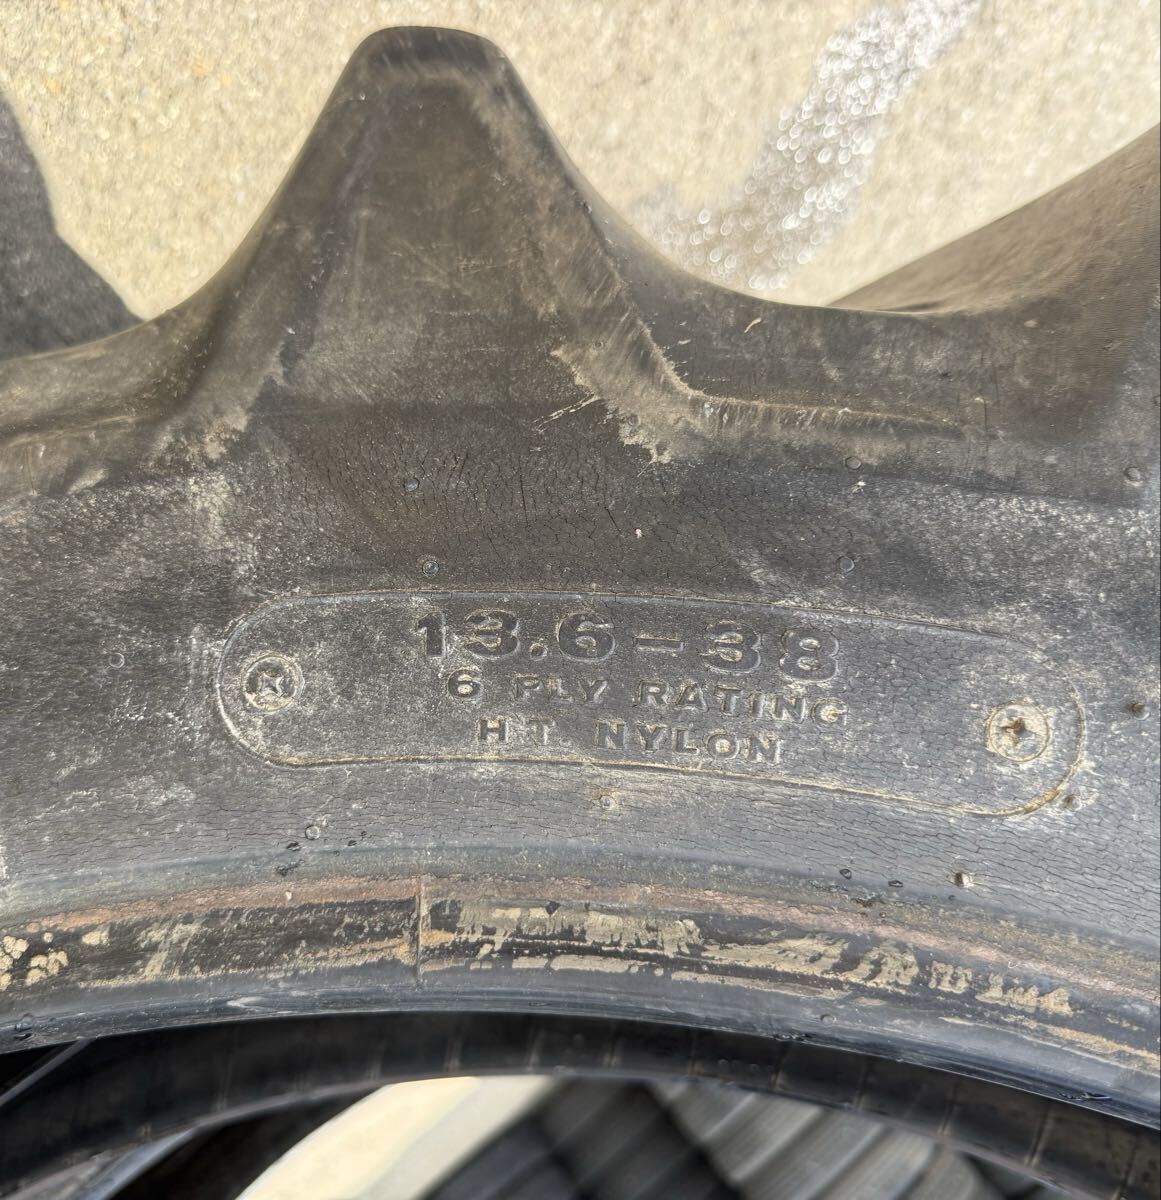 13.6-38
6 PLY RATING
HT NYLON